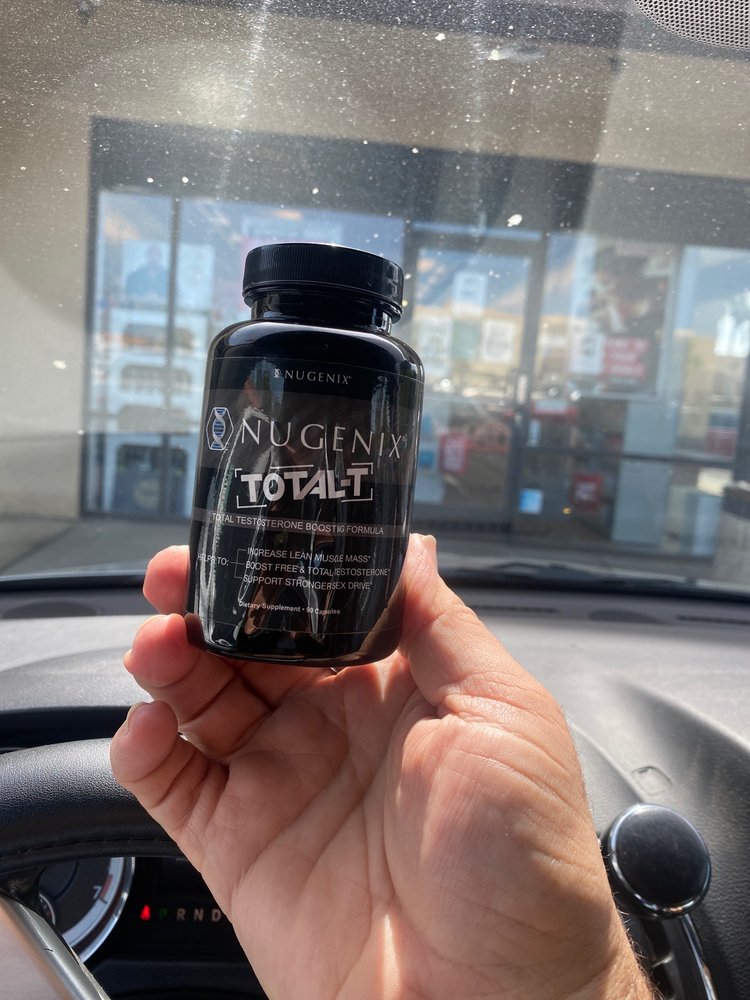 NUGENIX®
NUGENIX®
TOTAL-T
TOTAL TESTOSTERONE BOOSTING FORMULA
HELPS TO:
INCREASE LEAN MUSCLE MASS*
BOOST FREE & TOTAL TESTOSTERONE*
SUPPORT STRONGER SEX DRIVE*
Dietary Supplement • 90 Capsules
7
P R N D